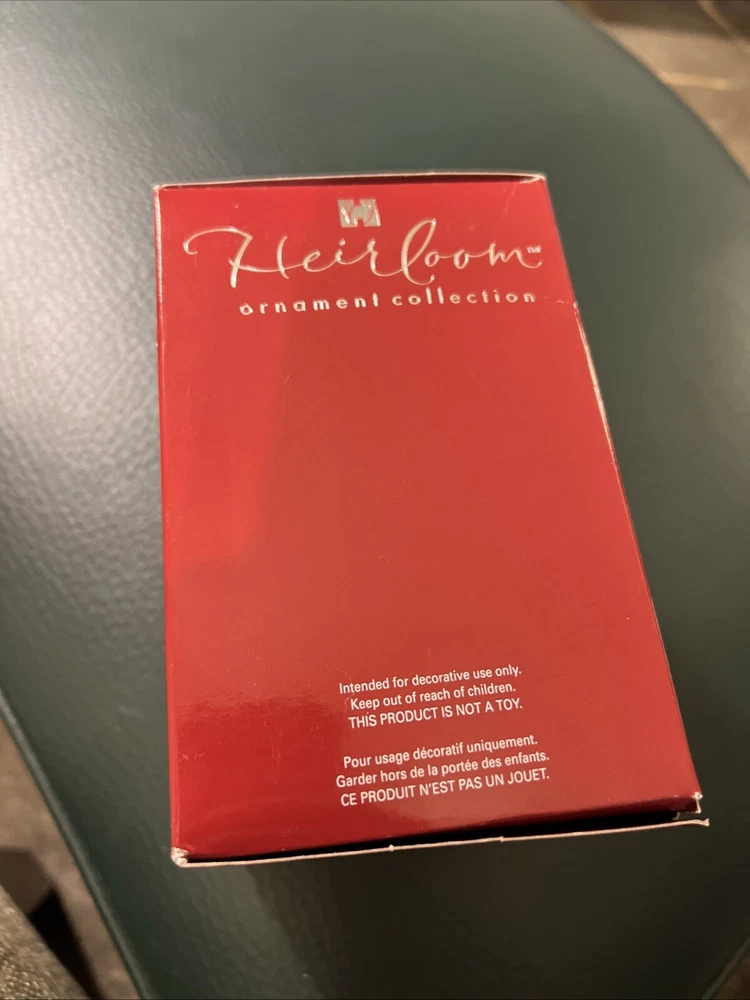 Heirloom™
ornament collection
Intended for decorative use only.
Keep out of reach of children.
THIS PRODUCT IS NOT A TOY.
Pour usage décoratif uniquement.
Garder hors de la portée des enfants.
CE PRODUIT N'EST PAS UN JOUET.